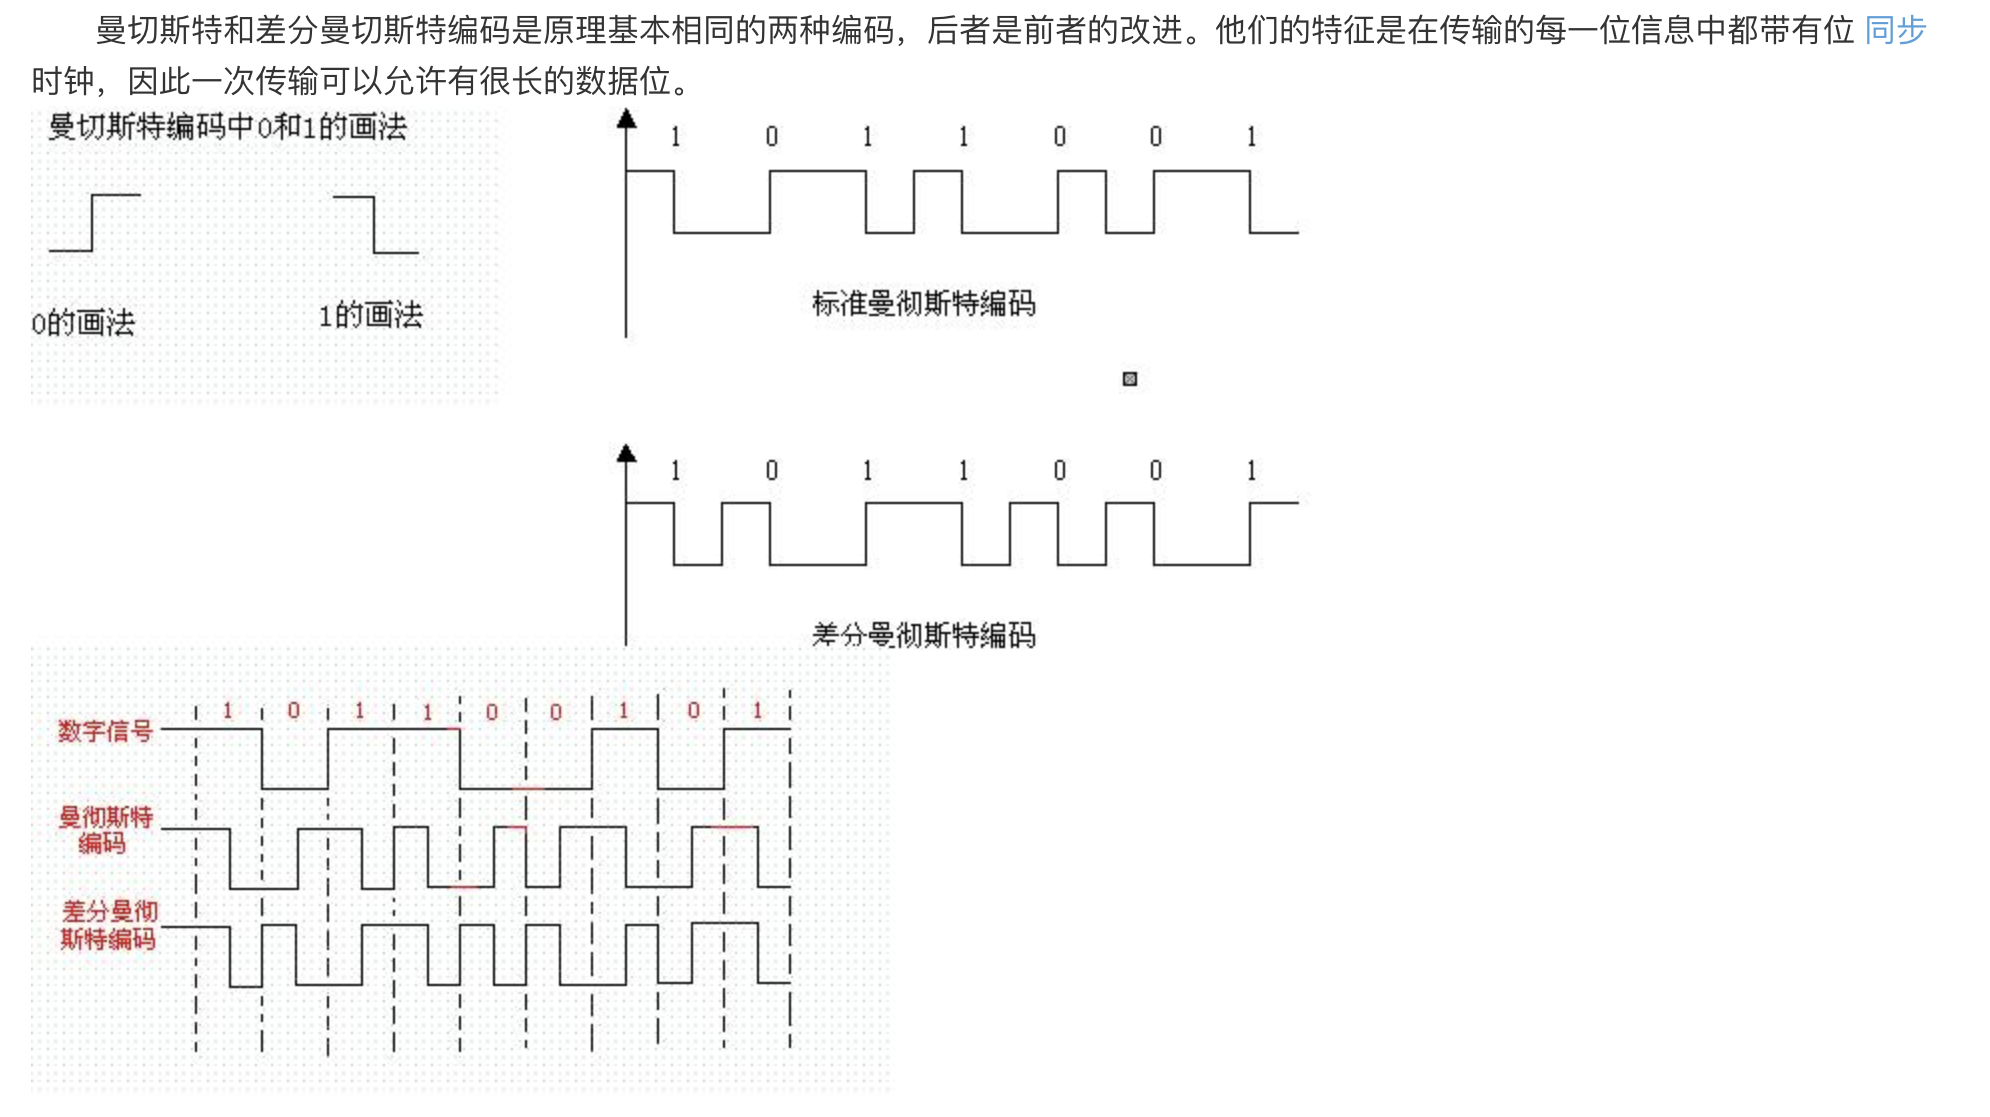 曼切斯特和差分曼切斯特编码是原理基本相同的两种编码，后者是前者的改进。他们的特征是在传输的每一位信息中都带有位 同步
时钟，因此一次传输可以允许有很长的数据位。
曼切斯特编码中0和1的画法
0的画法
1的画法
1 0 1 1 0 0 1
标准曼彻斯特编码
1 0 1 1 0 0 1
差分曼彻斯特编码
1 0 1 1 0 0 1 0 1
数字信号
曼彻斯特
编码
差分曼彻
斯特编码